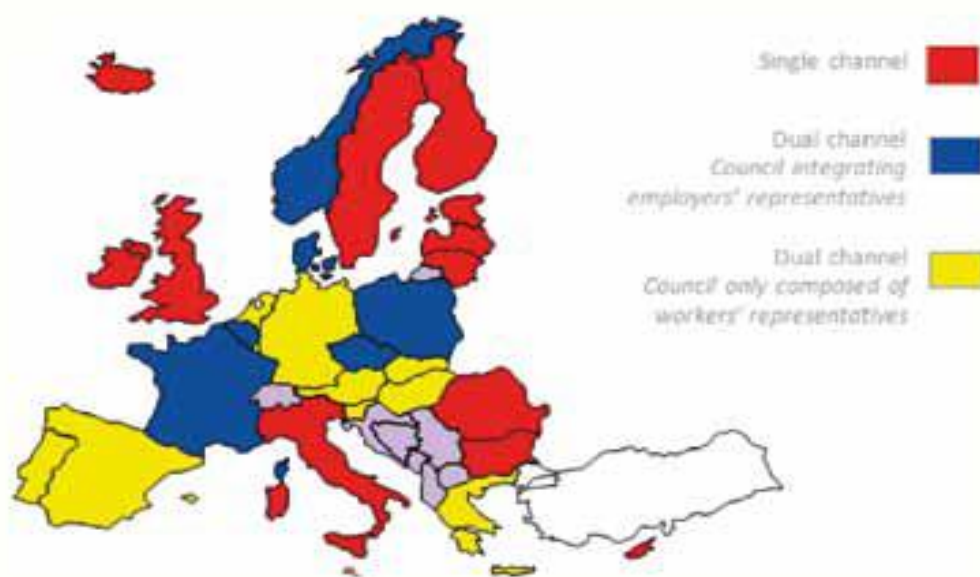 Single channel
Dual channel
Council integrating
employers' representatives
Dual channel
Council only composed of
workers' representatives